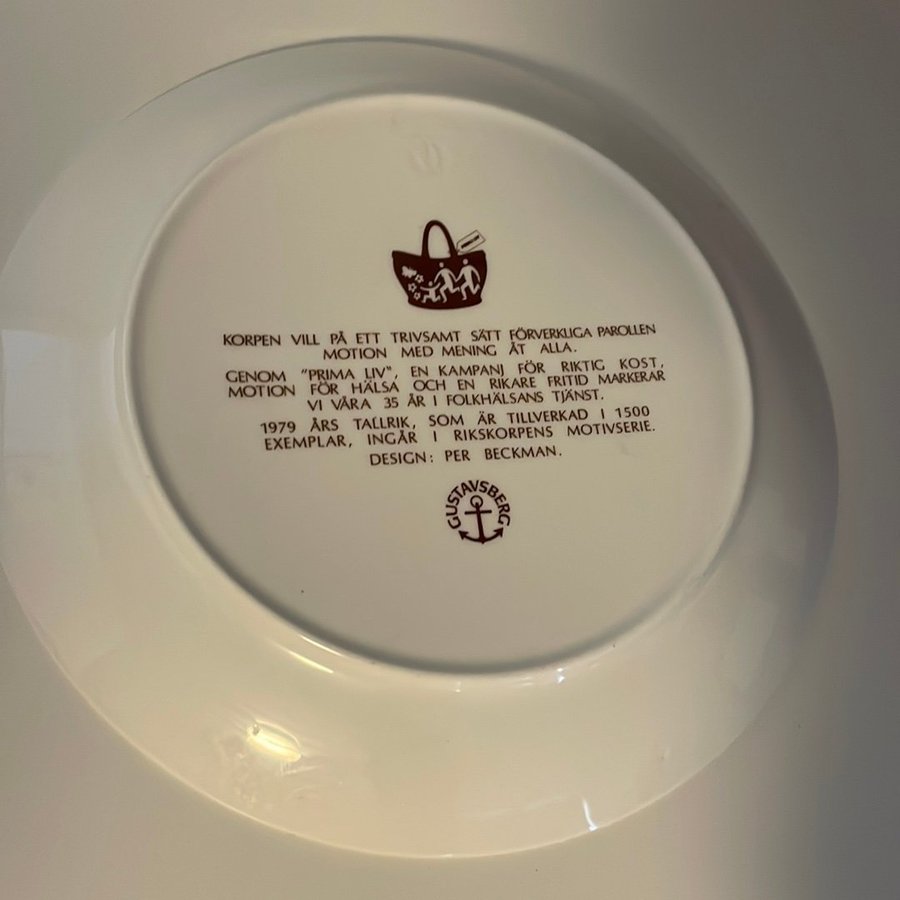 KORPEN VILL PÅ ETT TRIVSAMT SÄTT FÖRVERKLIGA PAROLLEN
MOTION MED MENING ÅT ALLA.
GENOM "PRIMA LIV", EN KAMPANJ FÖR RIKTIG KOST,
MOTION FÖR HÄLSA OCH EN RIKARE FRITID MARKERAR
VI VÅRA 35 ÅR I FOLKHÄLSANS TJÄNST.
1979 ÅRS TALLRIK, SOM ÄR TILLVERKAD I 1500
EXEMPLAR, INGÅR I RIKSKORPENS MOTIVSERIE.
DESIGN: PER BECKMAN.
GUSTAVSBERG